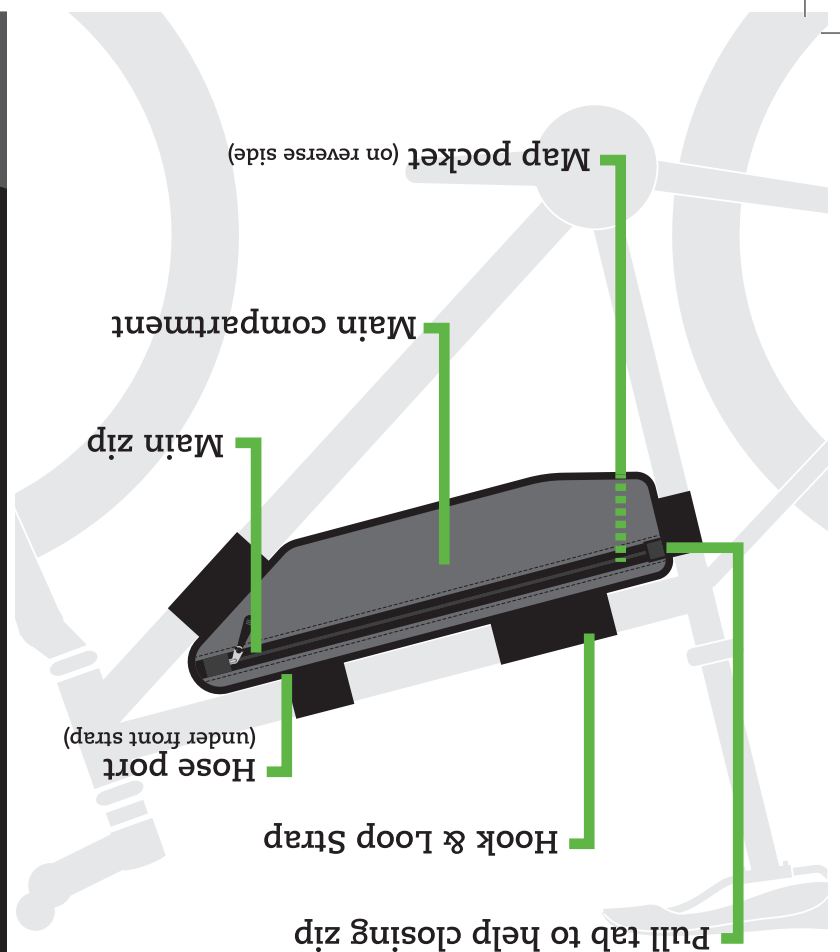 Pull tab to help closing zip
Hook & Loop Strap
Hose port
(under front strap)
Main zip
Main compartment
Map pocket (on reverse side)